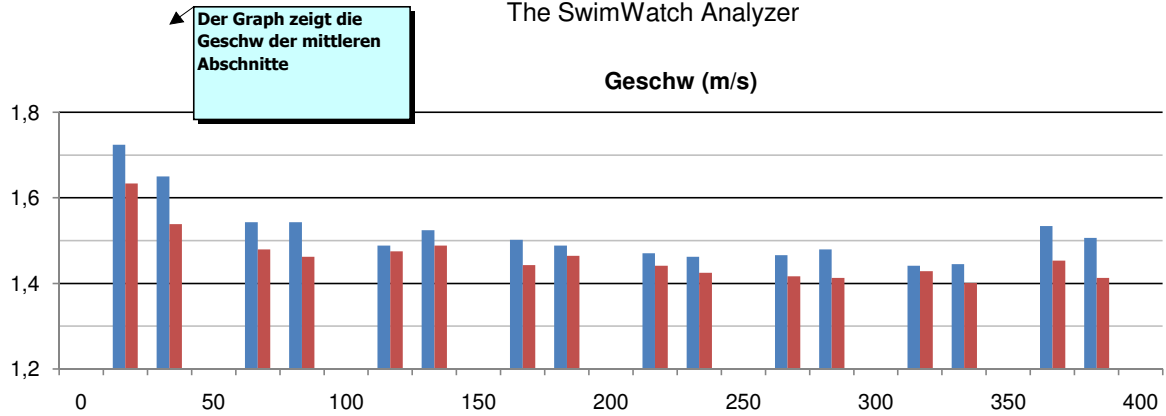 The SwimWatch Analyzer
Der Graph zeigt die
Geschw der mittleren
Abschnitte
Geschw (m/s)
1,8
1,6
1,4
1,2
0 50 100 150 200 250 300 350 400